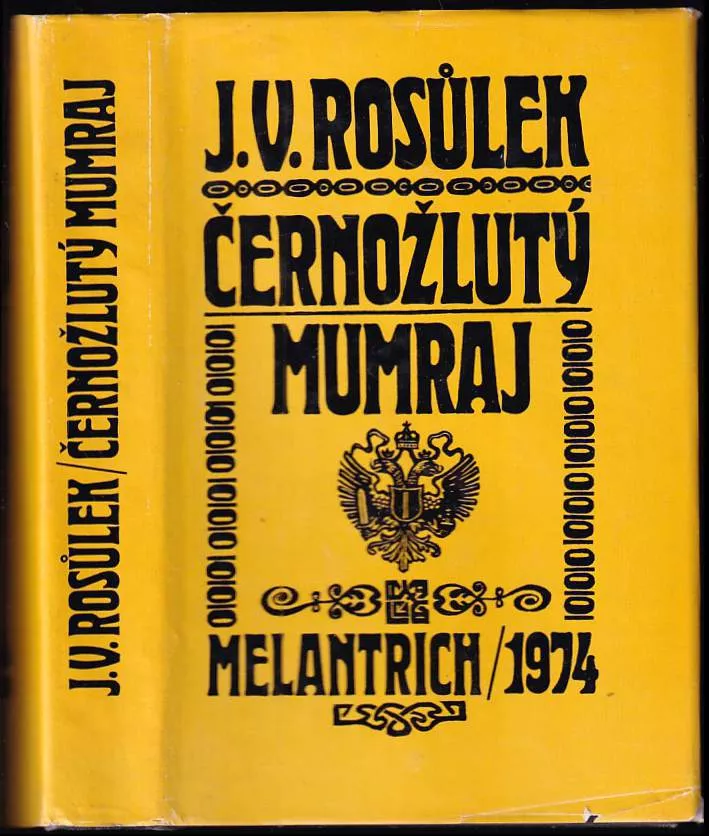 J.V. ROSŮLEK/ČERNOŽLUTÝ MUMRAJ
J.V. ROSŮLEK
ČERNOŽLUTÝ
MUMRAJ
MELANTRICH/1974